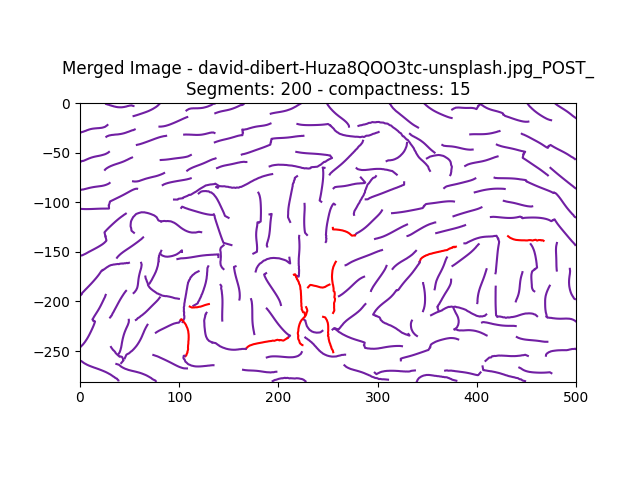 Merged Image - david-dibert-Huza8QOO3tc-unsplash.jpg_POST_
Segments: 200 - compactness: 15
0
−50
−100
−150
−200
−250
0 100 200 300 400 500